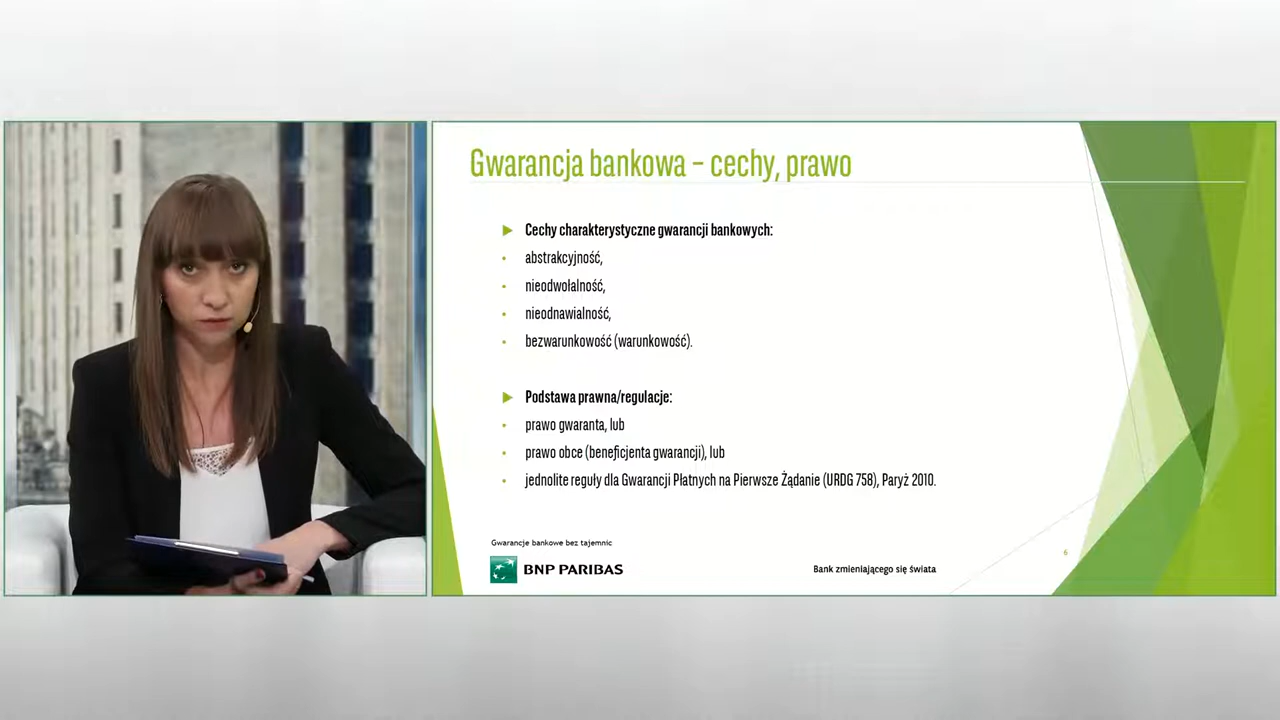 Gwarancja bankowa – cechy, prawo
Cechy charakterystyczne gwarancji bankowych:
abstrakcyjność,
nieodwołalność,
nieodnawialność,
bezwarunkowość (warunkowość).
Podstawa prawna/regulacje:
prawo gwaranta, lub
prawo obce (beneficjenta gwarancji), lub
jednolite reguły dla Gwarancji Płatnych na Pierwsze Żądanie (URDG 758), Paryż 2010.
Gwarancje bankowe bez tajemnic
6
BNP PARIBAS
Bank zmieniającego się świata